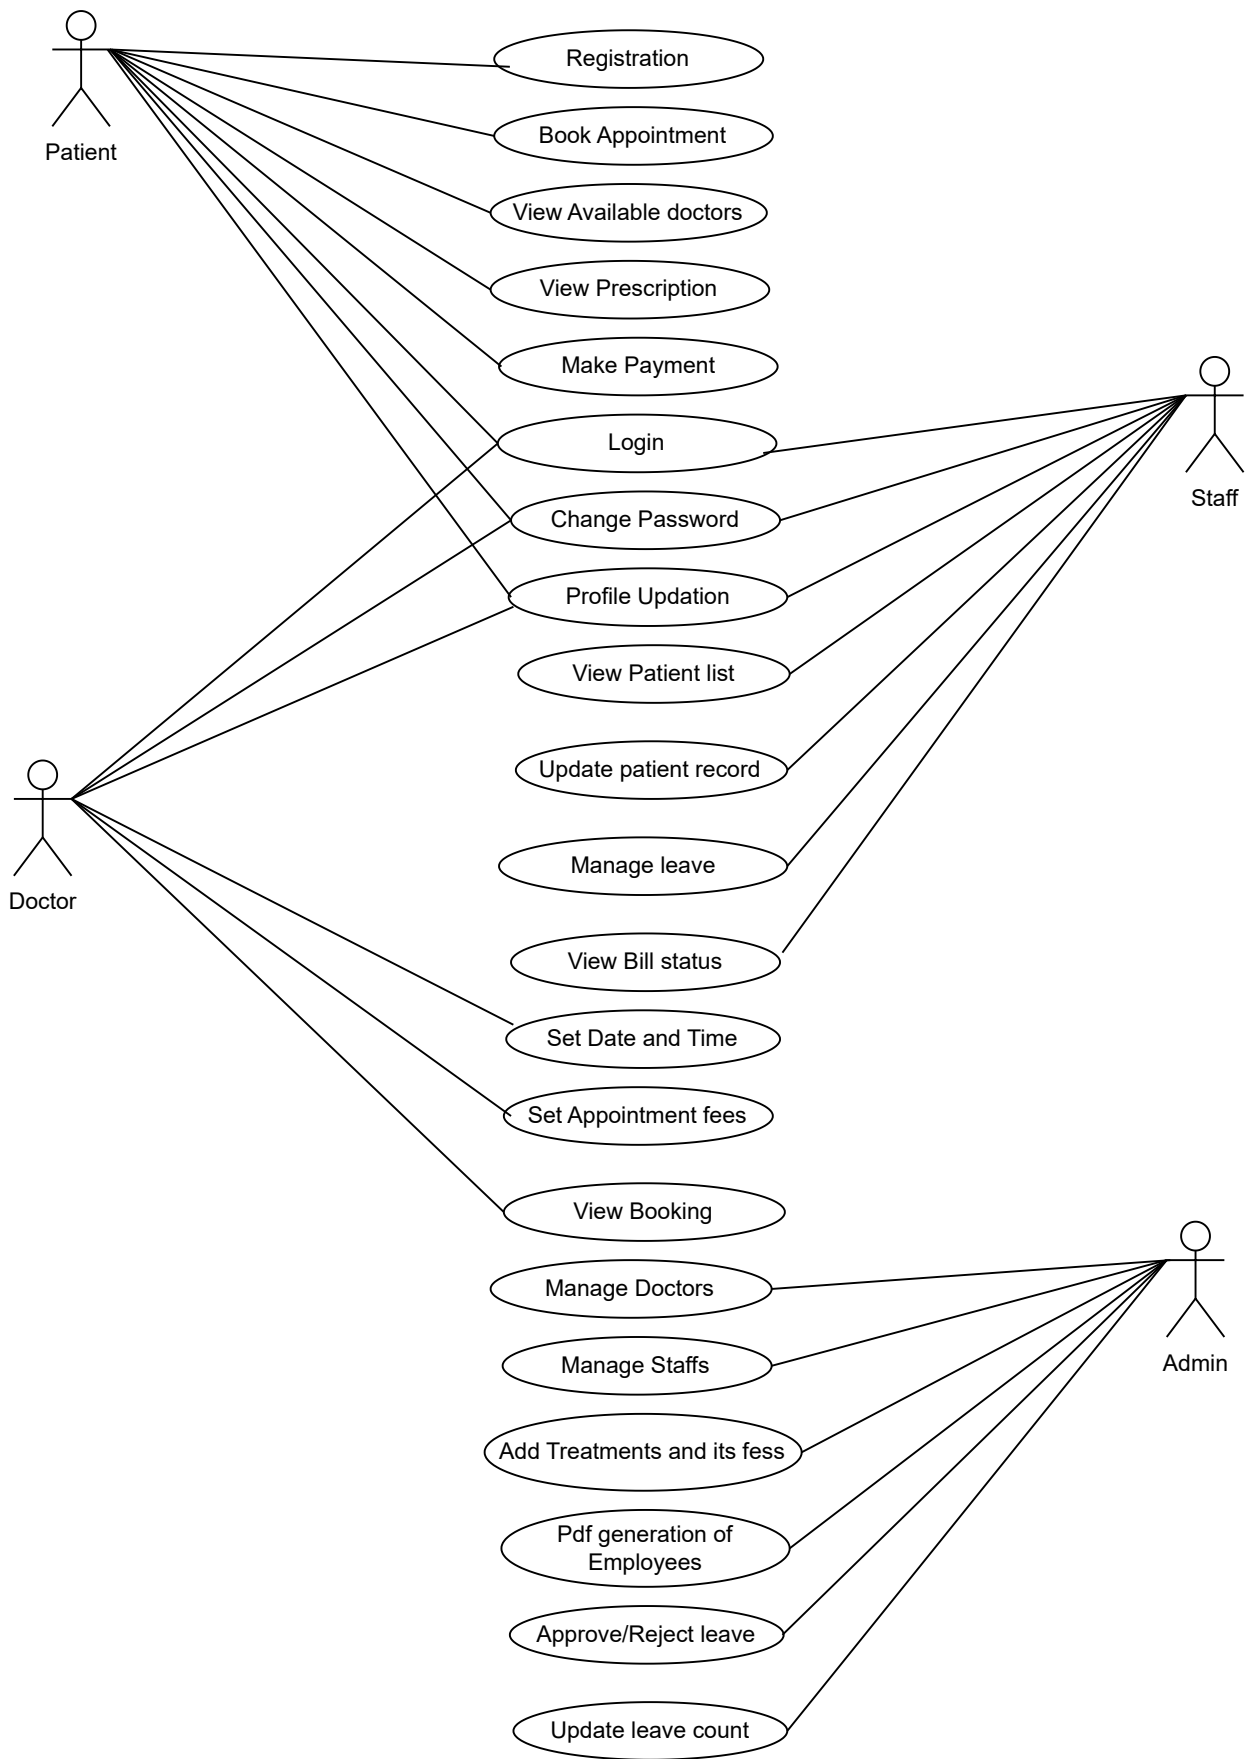 Registration
Patient
Book Appointment
View Available doctors
View Prescription
Make Payment
Login
Staff
Change Password
Profile Updation
View Patient list
Update patient record
Manage leave
Doctor
View Bill status
Set Date and Time
Set Appointment fees
View Booking
Manage Doctors
Manage Staffs
Admin
Add Treatments and its fess
Pdf generation of
Employees
Approve/Reject leave
Update leave count